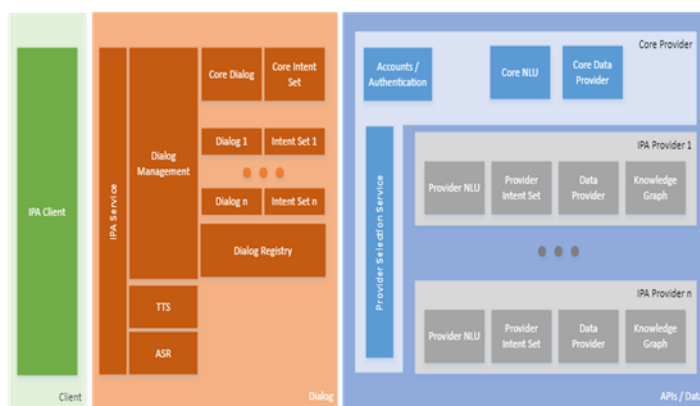 IPA Client
Client
IPA Service
Dialog
Management
TTS
ASR
Core Dialog
Core Intent
Set
Dialog 1
Intent Set 1
Dialog n
Intent Set n
Dialog Registry
Dialog
Core Provider
Accounts /
Authentication
Core NLU
Core Data
Provider
Provider Selection Service
IPA Provider 1
Provider NLU
Provider
Intent Set
Data
Provider
Knowledge
Graph
IPA Provider n
Provider NLU
Provider
Intent Set
Data
Provider
Knowledge
Graph
APIs / Data